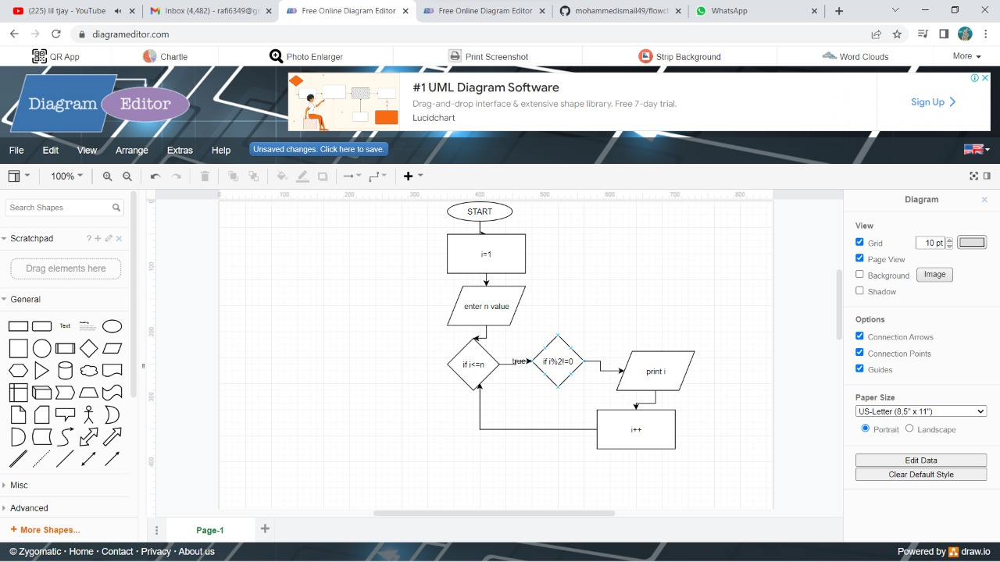 (225) lil tjay - YouTube
Inbox (4,482) - rafi6349@gr
Free Online Diagram Editor
Free Online Diagram Editor
mohammedismail49/flowcl
WhatsApp
diagrameditor.com
QR App
Chartle
Photo Enlarger
Print Screenshot
Strip Background
Word Clouds
More
Diagram Editor
#1 UML Diagram Software
Drag-and-drop interface & extensive shape library. Free 7-day trial.
Lucidchart
Sign Up
File Edit View Arrange Extras Help Unsaved changes. Click here to save.
100%
Search Shapes
Scratchpad
?
Drag elements here
General
Text
Misc
Advanced
+ More Shapes...
0 100 200 300 400 500 600 700 800
0
100
200
300
400
START
i=1
enter n value
if i<=n
true
if i%2!=0
print i
i++
Diagram
View
Grid 10 pt
Page View
Background Image
Shadow
Options
Connection Arrows
Connection Points
Guides
Paper Size
US-Letter (8,5" x 11")
Portrait Landscape
Edit Data
Clear Default Style
Page-1
© Zygomatic · Home · Contact · Privacy · About us
Powered by draw.io